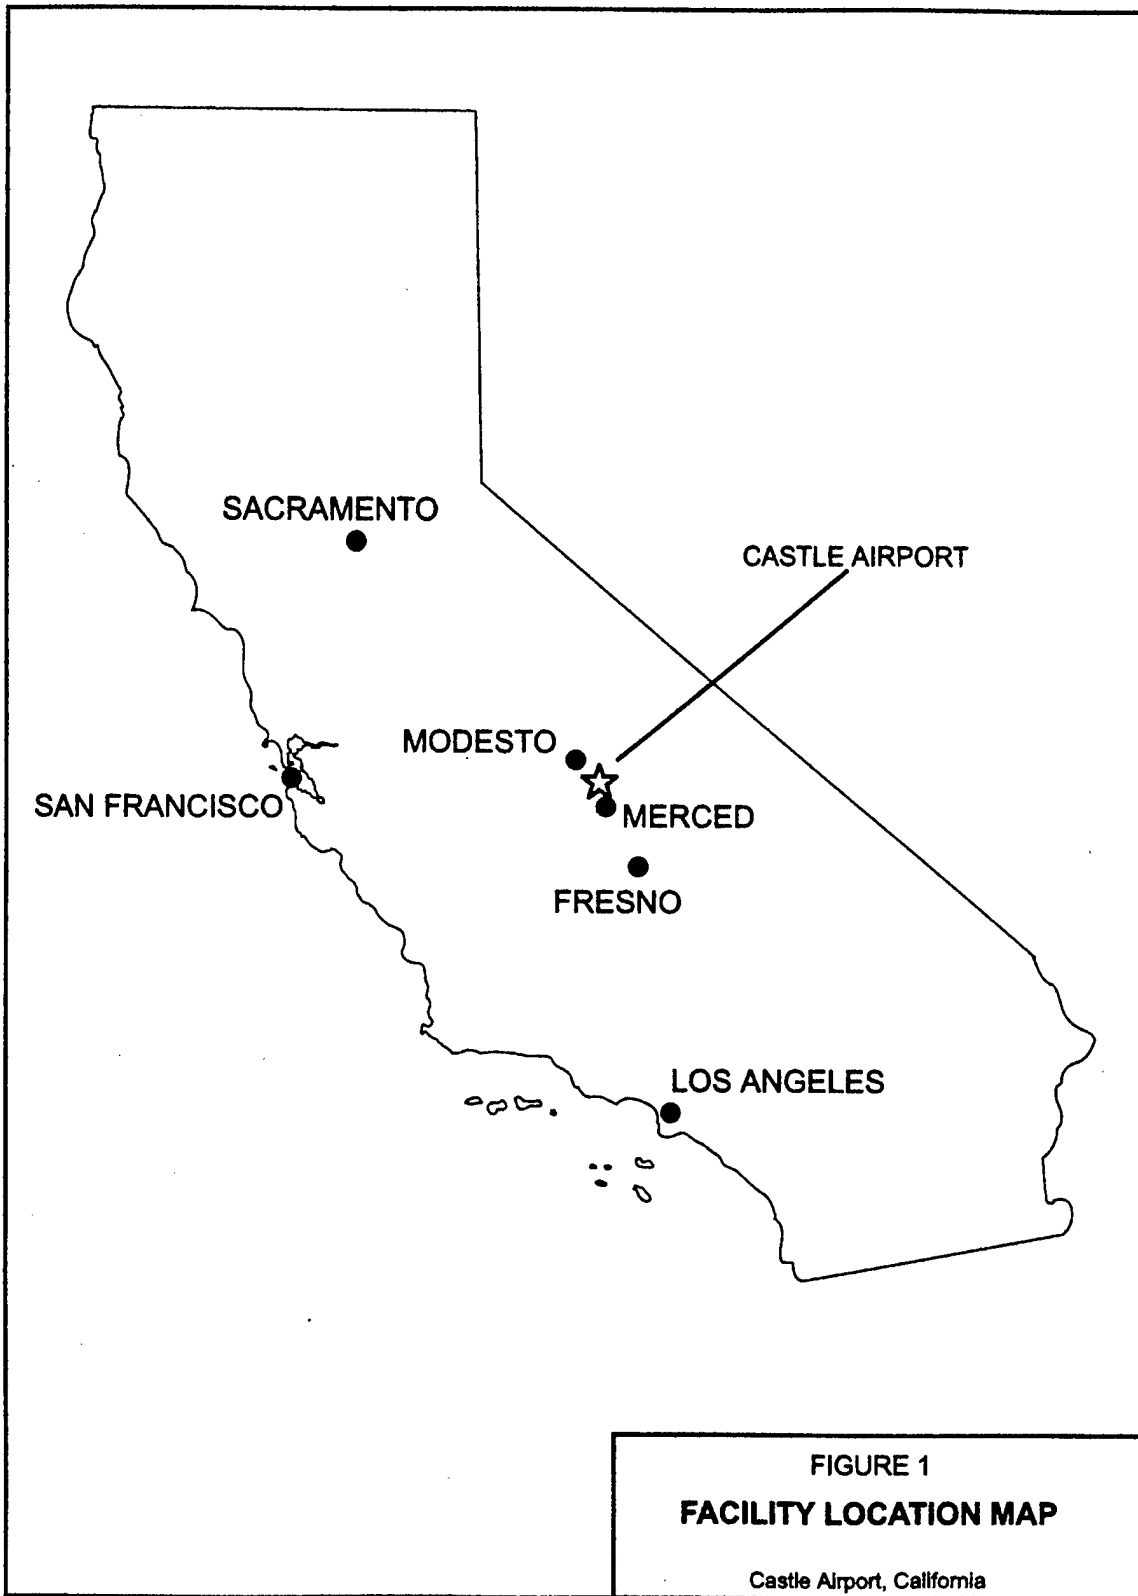 SACRAMENTO
CASTLE AIRPORT
MODESTO
SAN FRANCISCO
MERCED
FRESNO
LOS ANGELES
FIGURE 1
FACILITY LOCATION MAP
Castle Airport, California